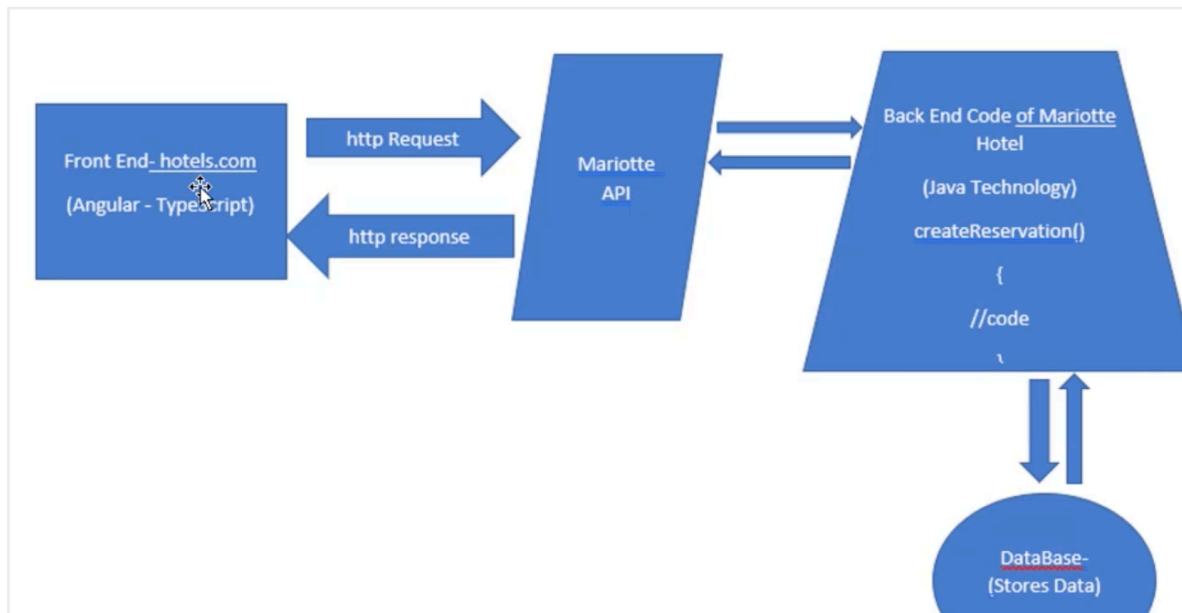 Front End- hotels.com
(Angular - TypeScript)
http Request
http response
Mariotte
API
Back End Code of Mariotte
Hotel
(Java Technology)
createReservation()
{
//code
}
DataBase-
(Stores Data)